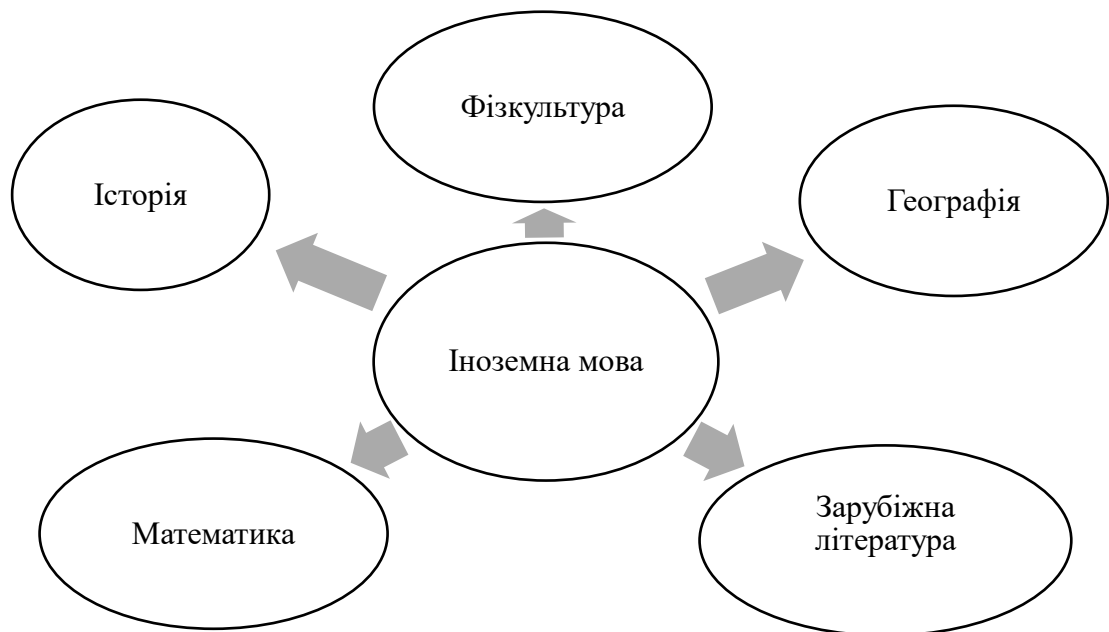 Фізкультура
Історія
Географія
Іноземна мова
Математика
Зарубіжна
література